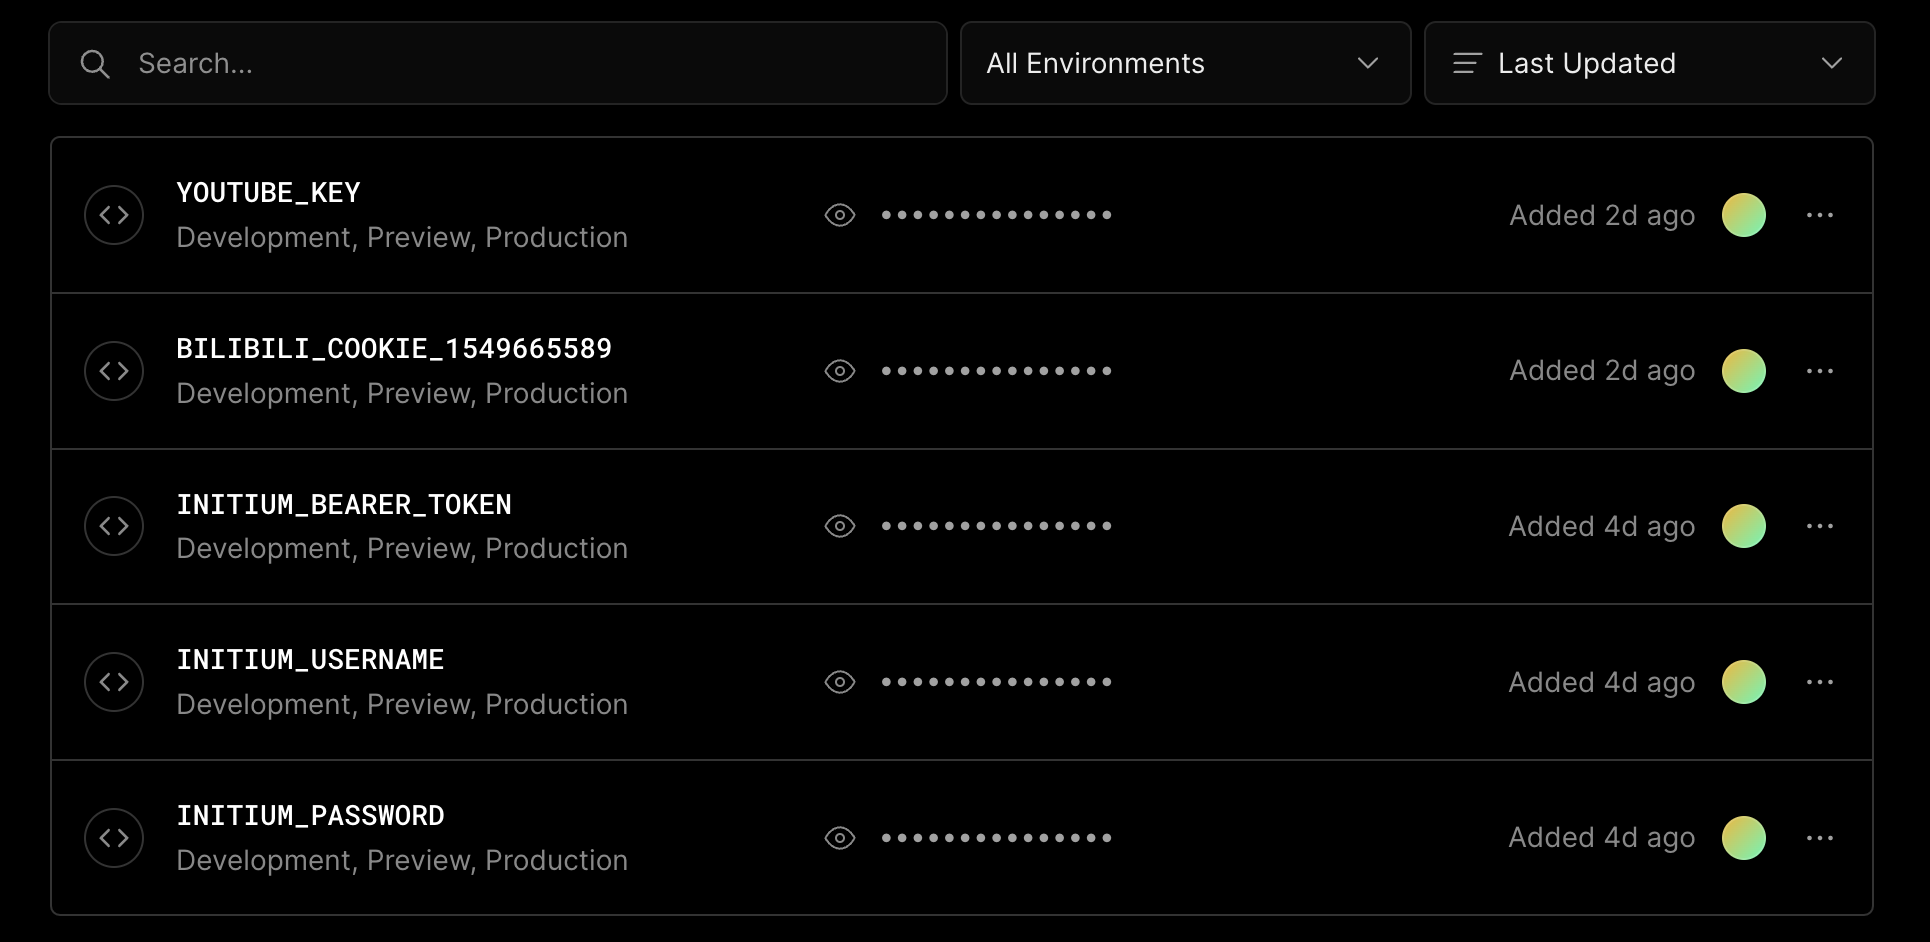 Search...
All Environments
Last Updated
YOUTUBE_KEY
Development, Preview, Production
Added 2d ago
BILIBILI_COOKIE_1549665589
Development, Preview, Production
Added 2d ago
INITIUM_BEARER_TOKEN
Development, Preview, Production
Added 4d ago
INITIUM_USERNAME
Development, Preview, Production
Added 4d ago
INITIUM_PASSWORD
Development, Preview, Production
Added 4d ago